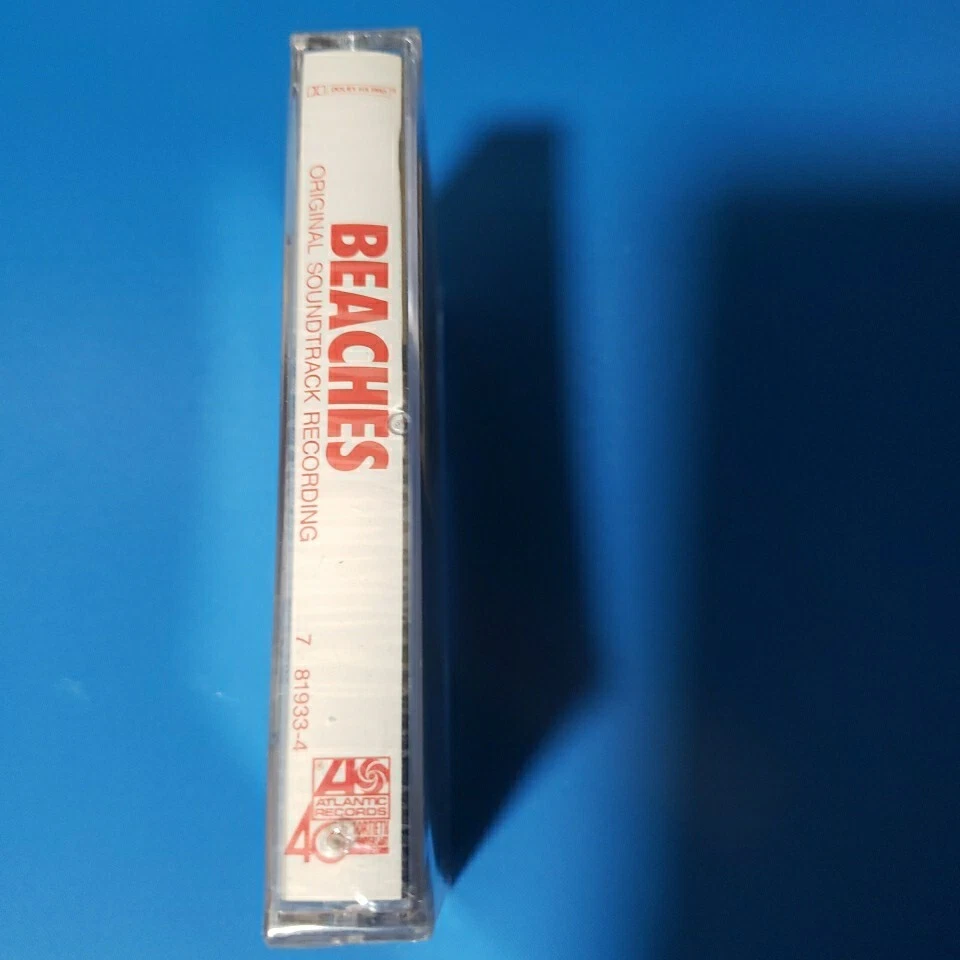 BEACHES
ORIGINAL SOUNDTRACK RECORDING
7 81933-4
ATLANTIC
RECORDS
40